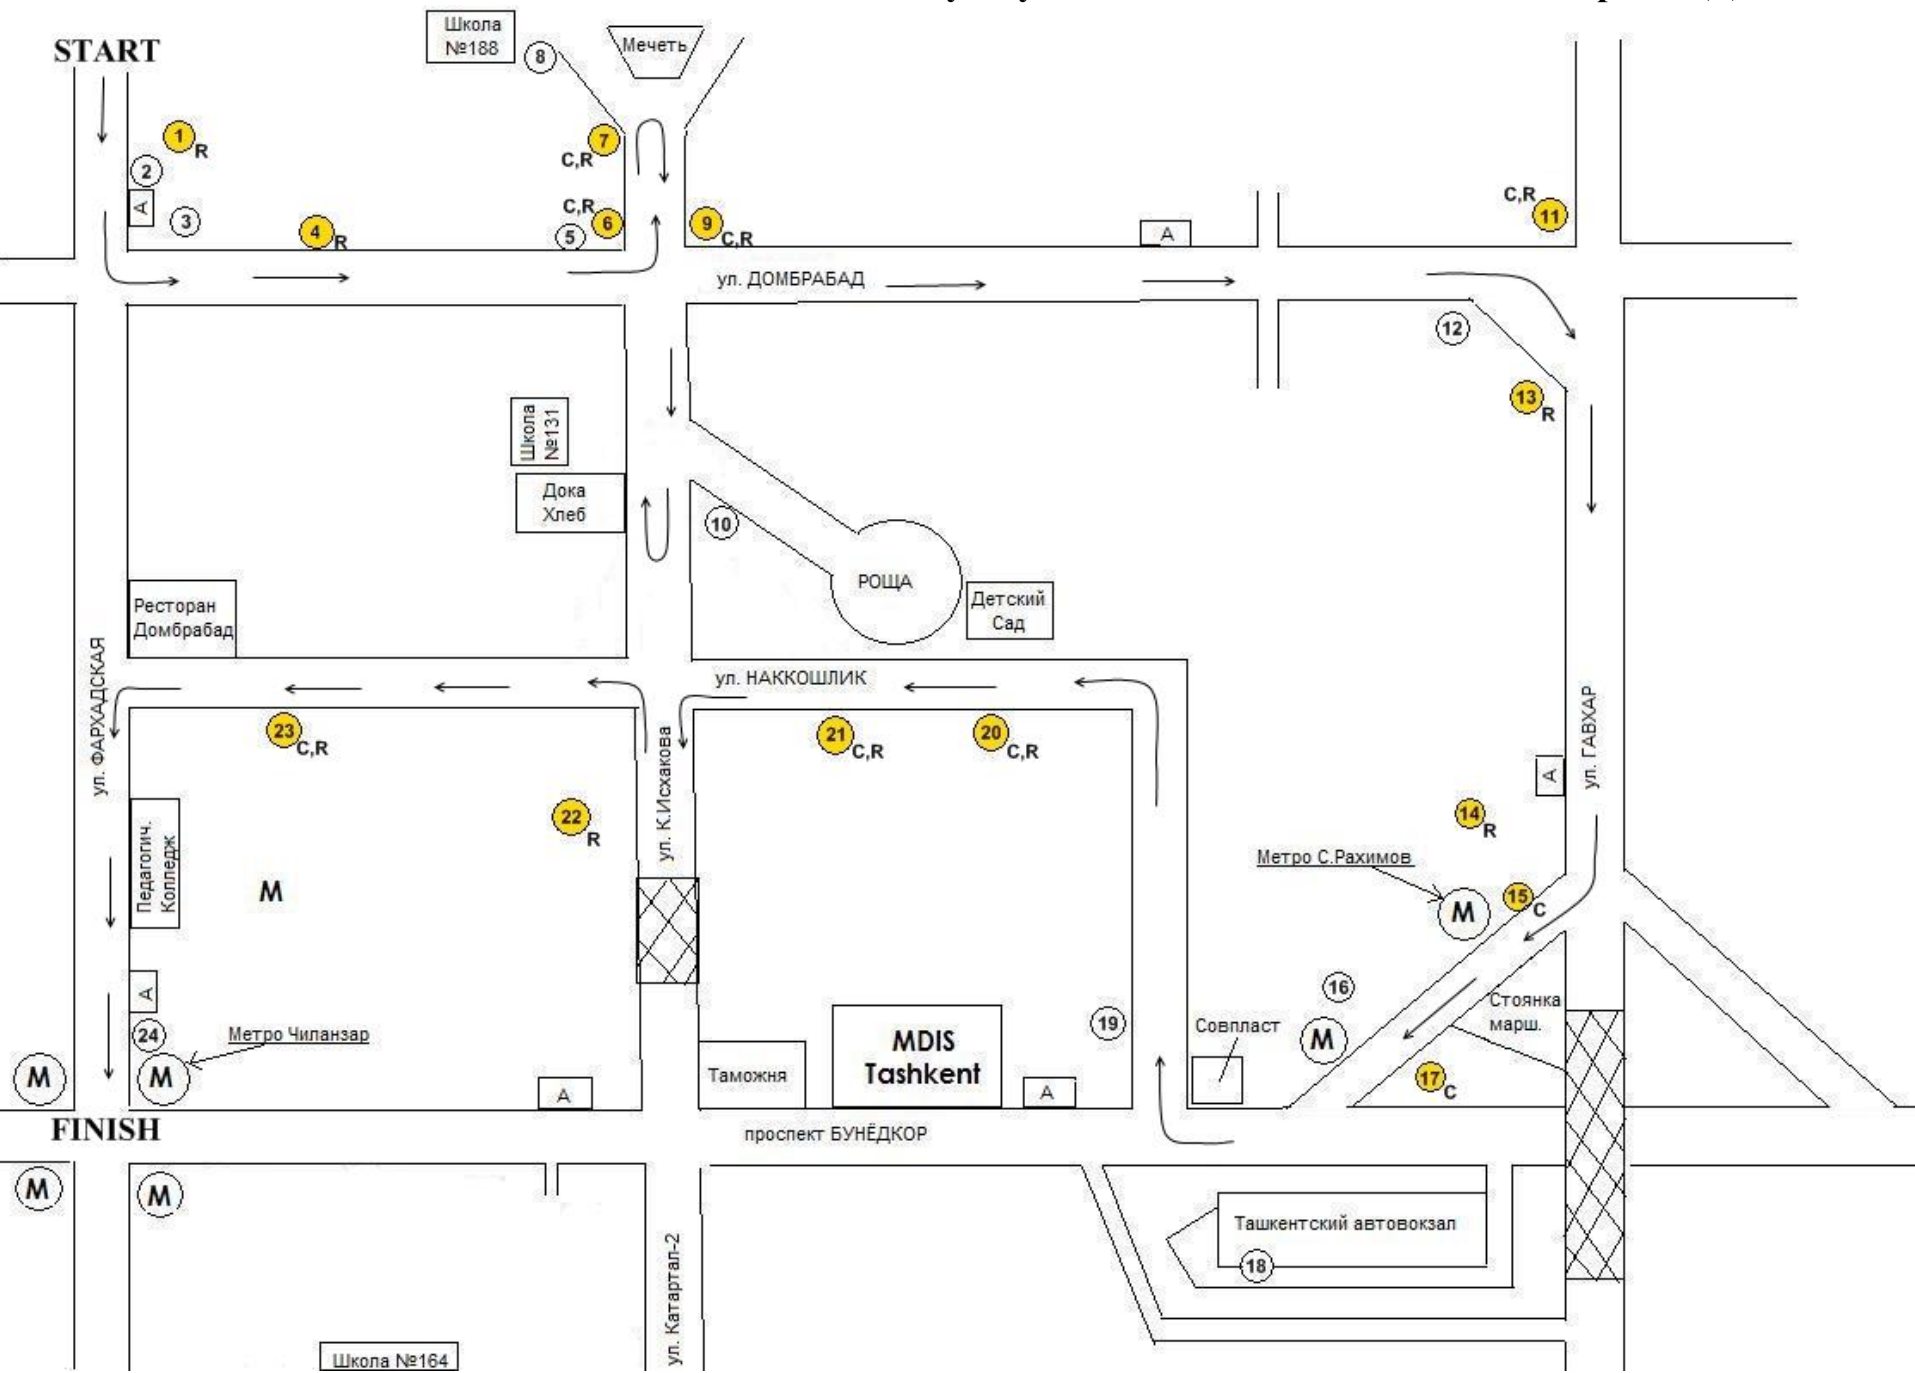 START
Школа
№188
8
Мечеть
1
R
2
A
3
4
R
7
C,R
C,R
6
5
9
C,R
A
C,R
11
ул. ДОМБРАБАД
12
13
R
Школа
№131
Дока
Хлеб
10
РОЩА
Детский
Сад
Ресторан
Домбрабад
ул. ФАРХАДСКАЯ
ул. НАККОШЛИК
23
C,R
22
R
ул. К.Исхакова
21
C,R
20
C,R
ул. ГАВХАР
A
14
R
Метро С.Рахимов
M
15
C
Педагогич.
Колледж
M
A
24
Метро Чиланзар
M
M
A
Таможня
MDIS
Tashkent
A
19
Совпласт
16
M
Стоянка
марш.
17
C
FINISH
проспект БУНЁДКОР
M
M
Ташкентский автовокзал
18
ул. Катартал-2
Школа №164